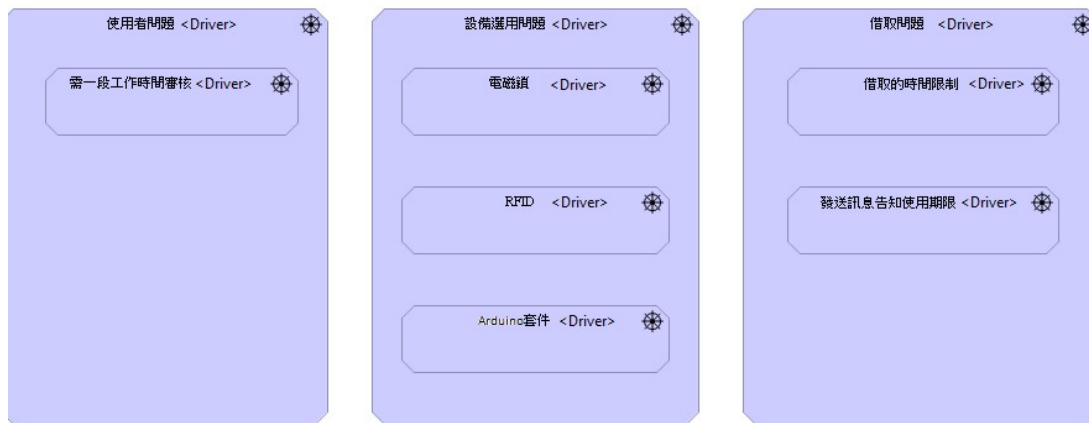 使用者問題 <Driver>
需一段工作時間審核 <Driver>
設備選用問題 <Driver>
電磁鎖 <Driver>
RFID <Driver>
Arduino套件 <Driver>
借取問題 <Driver>
借取的時間限制 <Driver>
發送訊息告知使用期限 <Driver>